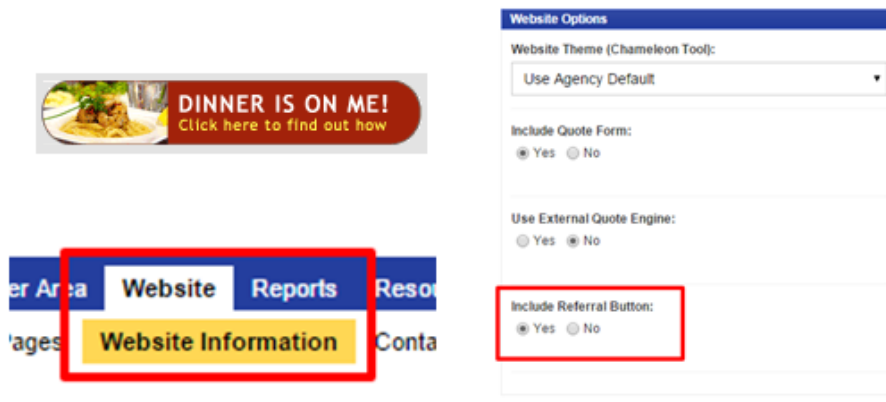 DINNER IS ON ME!
Click here to find out how
er Area Website Reports Resou
Pages Website Information Conta
Website Options
Website Theme (Chameleon Tool):
Use Agency Default
Include Quote Form:
Yes No
Use External Quote Engine:
Yes No
Include Referral Button:
Yes No